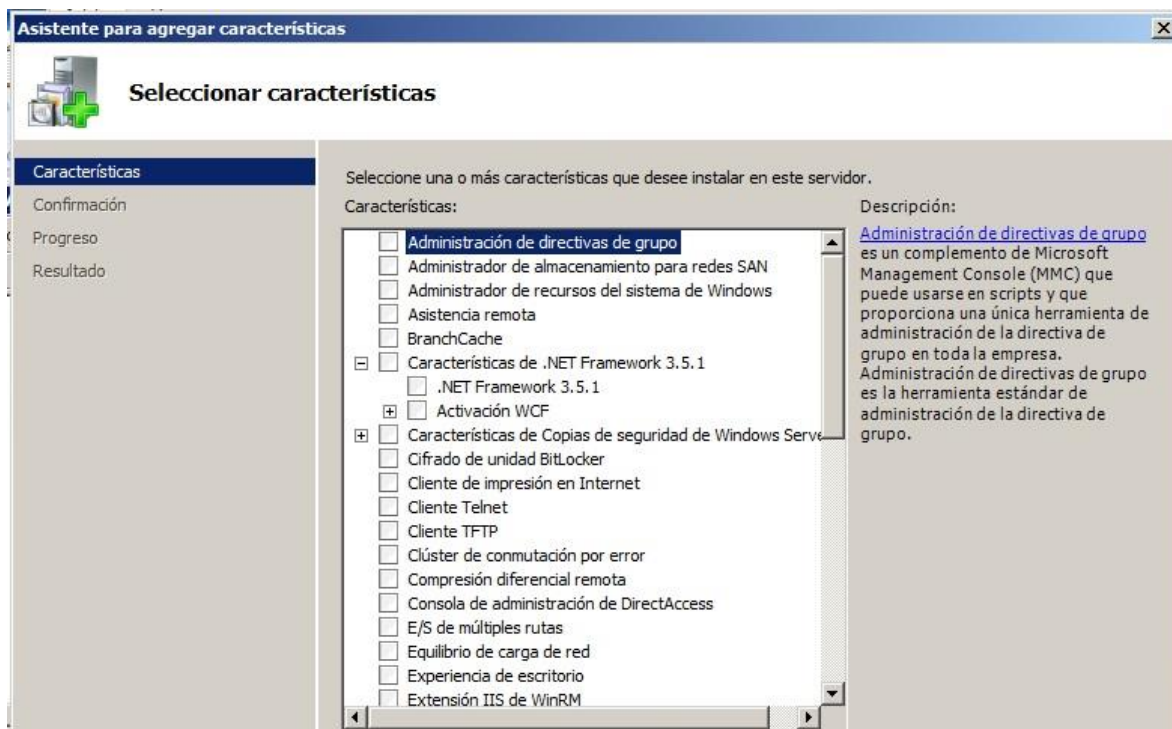 Asistente para agregar características
Seleccionar características
Características
Confirmación
Progreso
Resultado
Seleccione una o más características que desee instalar en este servidor.
Características:
Administración de directivas de grupo
Administrador de almacenamiento para redes SAN
Administrador de recursos del sistema de Windows
Asistencia remota
BranchCache
Características de .NET Framework 3.5.1
.NET Framework 3.5.1
Activación WCF
Características de Copias de seguridad de Windows Serve
Cifrado de unidad BitLocker
Cliente de impresión en Internet
Cliente Telnet
Cliente TFTP
Clúster de conmutación por error
Compresión diferencial remota
Consola de administración de DirectAccess
E/S de múltiples rutas
Equilibrio de carga de red
Experiencia de escritorio
Extensión IIS de WinRM
Descripción:
Administración de directivas de grupo
es un complemento de Microsoft
Management Console (MMC) que
puede usarse en scripts y que
proporciona una única herramienta de
administración de la directiva de
grupo en toda la empresa.
Administración de directivas de grupo
es la herramienta estándar de
administración de la directiva de
grupo.